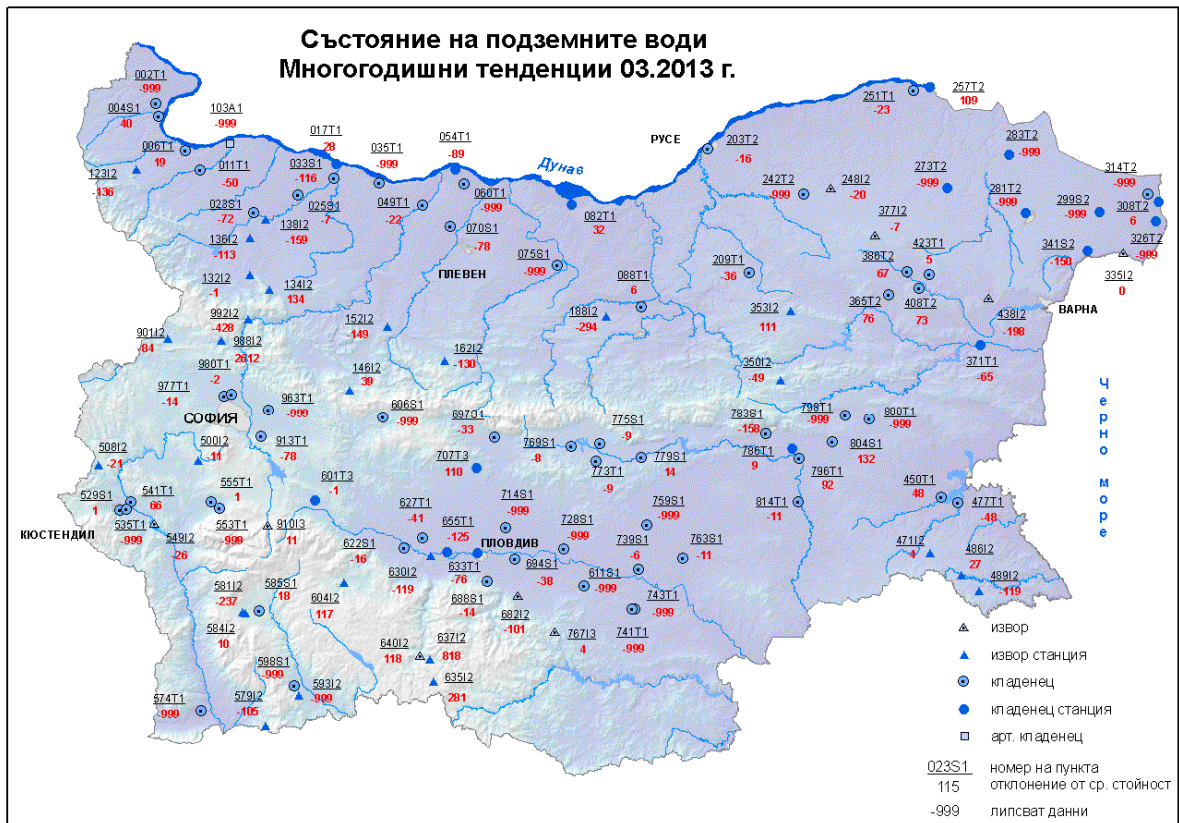 Състояние на подземните води
Многогодишни тенденции 03.2013 г.
002T1
-999
004S1
40
103A1
-999
006T1
19
011T1
-50
123I2
-136
017T1
28
033S1
-116
035T1
-999
054T1
-89
060T1
-999
049T1
-22
025S1
-7
023S1
-72
138I2
-159
136I2
-113
070S1
-78
ПЛЕВЕН
Дунав
082T1
32
075S1
-999
088T1
6
РУСЕ
203T2
-16
251T1
-23
257T2
109
283T2
-999
273T2
-999
242T2
-999
248I2
-20
377I2
-7
281T2
-999
299S2
-999
314T2
-999
308T2
6
326T2
-909
341S2
-150
335I2
0
209T1
-36
386T2
67
423T1
5
365T2
76
408T2
73
438I2
-198
ВАРНА
371T1
-65
132I2
-1
134I2
134
992I2
-428
988I2
2612
901I2
-84
152I2
-149
188I2
-294
353I2
111
350I2
-49
162I2
-130
146I2
39
980T1
-2
977T1
-14
СОФИЯ
963T1
-999
913T1
-78
606S1
-999
697S1
-33
775S1
-9
769S1
-8
773T1
-9
779S1
14
783S1
-158
798T1
-999
800T1
-999
786T1
9
804S1
132
796T1
92
707T3
110
508I2
-21
500I2
11
529S1
1
541T1
66
535T1
-999
КЮСТЕНДИЛ
549I2
-26
555T1
1
553T1
-999
601T3
-1
910I3
11
627T1
-41
655T1
-125
714S1
-999
728S1
-999
759S1
-999
739S1
-6
763S1
-11
814T1
-11
450T1
48
477T1
-48
471I2
4
486I2
27
489I2
-119
622S1
-16
630I2
-119
633T1
-76
ПЛОВДИВ
694S1
-38
611S1
-999
688S1
-14
682I2
-101
743T1
-999
741T1
-999
767I3
4
581I2
-237
585S1
18
584I2
10
604I2
117
640I2
118
637I2
818
635I2
281
598S1
-999
593I2
-999
579I2
-105
574T1
-999
Черно море
извор
извор станция
кладенец
кладенец станция
арт. кладенец
023S1 номер на пункта
115 отклонение от ср. стойност
-999 липсват данни